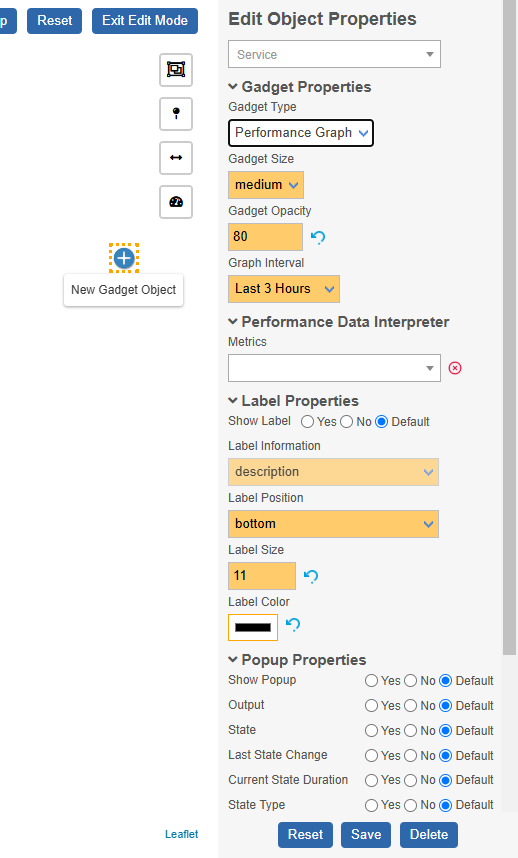 p
Reset
Exit Edit Mode
New Gadget Object
Leaflet
Edit Object Properties
Service
Gadget Properties
Gadget Type
Performance Graph
Gadget Size
medium
Gadget Opacity
80
Graph Interval
Last 3 Hours
Performance Data Interpreter
Metrics
Label Properties
Show Label Yes No Default
Label Information
description
Label Position
bottom
Label Size
11
Label Color
Popup Properties
Show Popup Yes No Default
Output Yes No Default
State Yes No Default
Last State Change Yes No Default
Current State Duration Yes No Default
State Type Yes No Default
Reset Save Delete